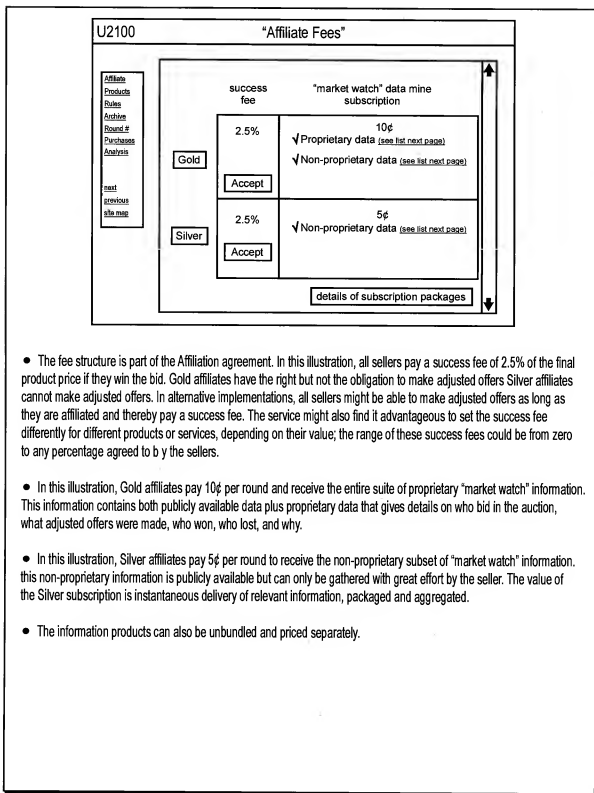 U2100 "Affiliate Fees"
Affiliate
Products
Rules
Archive
Round #
Purchases
Analysis
next
previous
site map
success
fee
"market watch" data mine
subscription
Gold
2.5%
Accept
10¢
√ Proprietary data (see list next page)
√ Non-proprietary data (see list next page)
Silver
2.5%
Accept
5¢
√ Non-proprietary data (see list next page)
details of subscription packages
● The fee structure is part of the Affiliation agreement. In this illustration, all sellers pay a success fee of 2.5% of the final
product price if they win the bid. Gold affiliates have the right but not the obligation to make adjusted offers Silver affiliates
cannot make adjusted offers. In alternative implementations, all sellers might be able to make adjusted offers as long as
they are affiliated and thereby pay a success fee. The service might also find it advantageous to set the success fee
differently for different products or services, depending on their value; the range of these success fees could be from zero
to any percentage agreed to b y the sellers.
● In this illustration, Gold affiliates pay 10¢ per round and receive the entire suite of proprietary "market watch" information.
This information contains both publicly available data plus proprietary data that gives details on who bid in the auction,
what adjusted offers were made, who won, who lost, and why.
● In this illustration, Silver affiliates pay 5¢ per round to receive the non-proprietary subset of "market watch" information.
this non-proprietary information is publicly available but can only be gathered with great effort by the seller. The value of
the Silver subscription is instantaneous delivery of relevant information, packaged and aggregated.
● The information products can also be unbundled and priced separately.